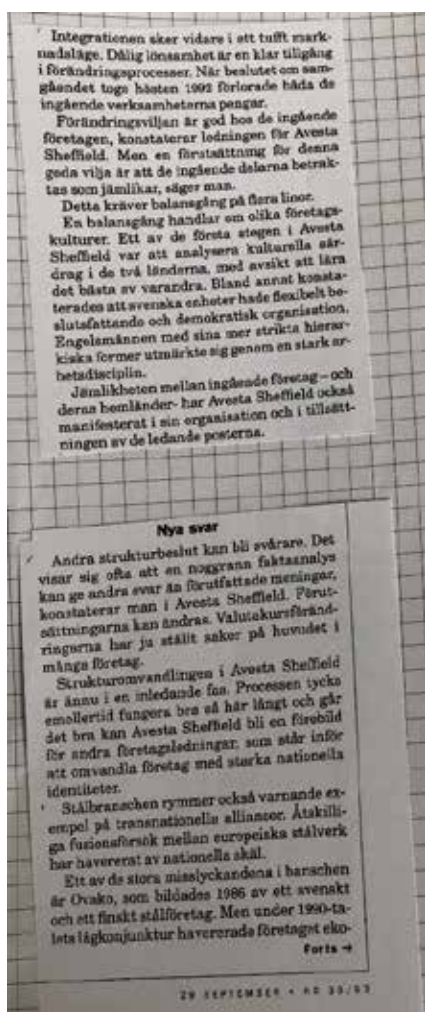 Integrationen sker vidare i ett tufft mark-
nadsläge. Dålig lönsamhet är en klar tillgång
i förändringsprocesser. När beslutet om sam-
gåendet togs hösten 1992 förlorade båda de
ingående verksamheterna pengar.
Förändringsviljan är god hos de ingående
företagen, konstaterar ledningen för Avesta
Sheffield. Men en förutsättning för denna
goda vilja är att de ingående delarna betrak-
tas som jämlikar, säger man.
Detta kräver balansgång på flera linor.
En balansgång handlar om olika företags-
kulturer. Ett av de första stegen i Avesta
Sheffield var att analysera kulturella sär-
drag i de två länderna, med avsikt att lära
det bästa av varandra. Bland annat konsta-
terades att svenska enheter hade flexibelt be-
slutsfattande och demokratisk organisation.
Engelsmännen med sina mer strikta hierar-
kiska former utmärkte sig genom en stark ar-
betsdisciplin.
Jämlikheten mellan ingående företag – och
deras hemländer- har Avesta Sheffield också
manifesterat i sin organisation och i tillsätt-
ningen av de ledande posterna.
Nya svar
Andra strukturbeslut kan bli svårare. Det
visar sig ofta att en noggrann faktaanalys
kan ge andra svar än förutfattade meningar,
konstaterar man i Avesta Sheffield. Förut-
sättningarna kan ändras. Valutakursföränd-
ringarna har ju ställt saker på huvudet i
många företag.
Strukturomvandlingen i Avesta Sheffield
är ännu i en inledande fas. Processen tycks
emellertid fungera bra så här långt och går
det bra kan Avesta Sheffield bli en förebild
för andra företagsledningar, som står inför
att omvandla företag med starka nationella
identiteter.
Stålbranschen rymmer också varnande ex-
empel på transnationella allianser. Åtskilli-
ga fusionsförsök mellan europeiska stålverk
har havererat av nationella skäl.
Ett av de stora misslyckandena i branschen
är Ovako, som bildades 1986 av ett svenskt
och ett finskt stålföretag. Men under 1990-ta-
lets lågkonjunktur havererade företaget eko-
Forts →
29 SEPTEMBER • NR 39/93